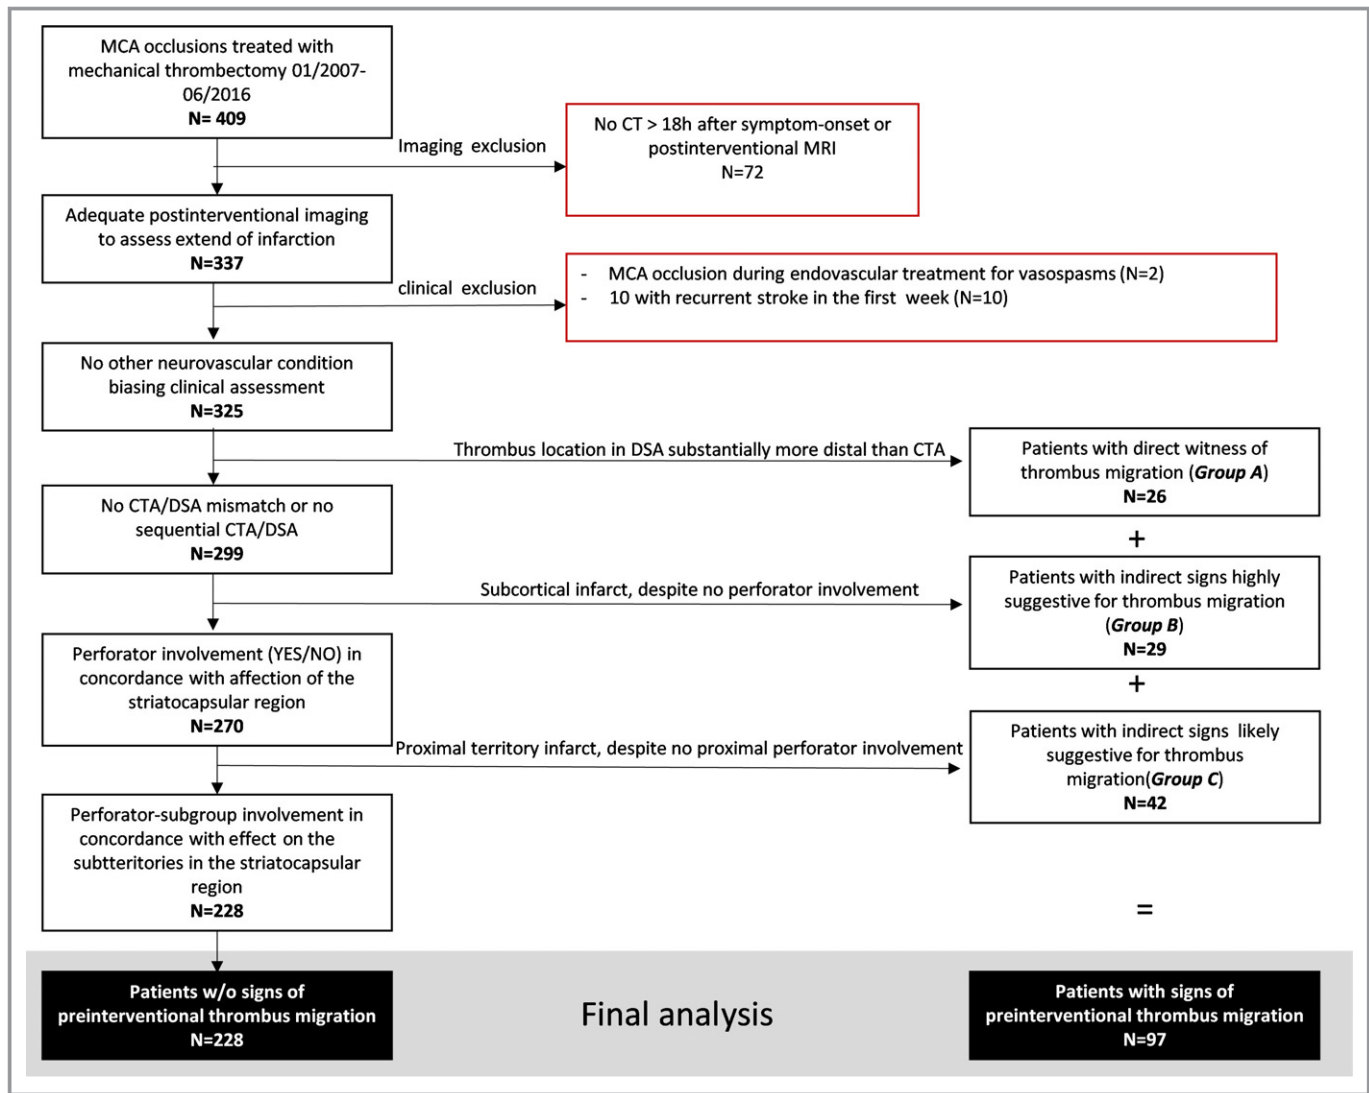 MCA occlusions treated with
mechanical thrombectomy 01/2007-
06/2016
N= 409
Imaging exclusion
No CT > 18h after symptom-onset or
postinterventional MRI
N=72
Adequate postinterventional imaging
to assess extend of infarction
N=337
clinical exclusion
- MCA occlusion during endovascular treatment for vasospasms (N=2)
- 10 with recurrent stroke in the first week (N=10)
No other neurovascular condition
biasing clinical assessment
N=325
Thrombus location in DSA substantially more distal than CTA
Patients with direct witness of
thrombus migration (Group A)
N=26
+
No CTA/DSA mismatch or no
sequential CTA/DSA
N=299
Subcortical infarct, despite no perforator involvement
Patients with indirect signs highly
suggestive for thrombus migration
(Group B)
N=29
+
Perforator involvement (YES/NO) in
concordance with affection of the
striatocapsular region
N=270
Proximal territory infarct, despite no proximal perforator involvement
Patients with indirect signs likely
suggestive for thrombus
migration(Group C)
N=42
Perforator-subgroup involvement in
concordance with effect on the
subtteritories in the striatocapsular
region
N=228
=
Patients w/o signs of
preinterventional thrombus migration
N=228
Final analysis
Patients with signs of
preinterventional thrombus migration
N=97